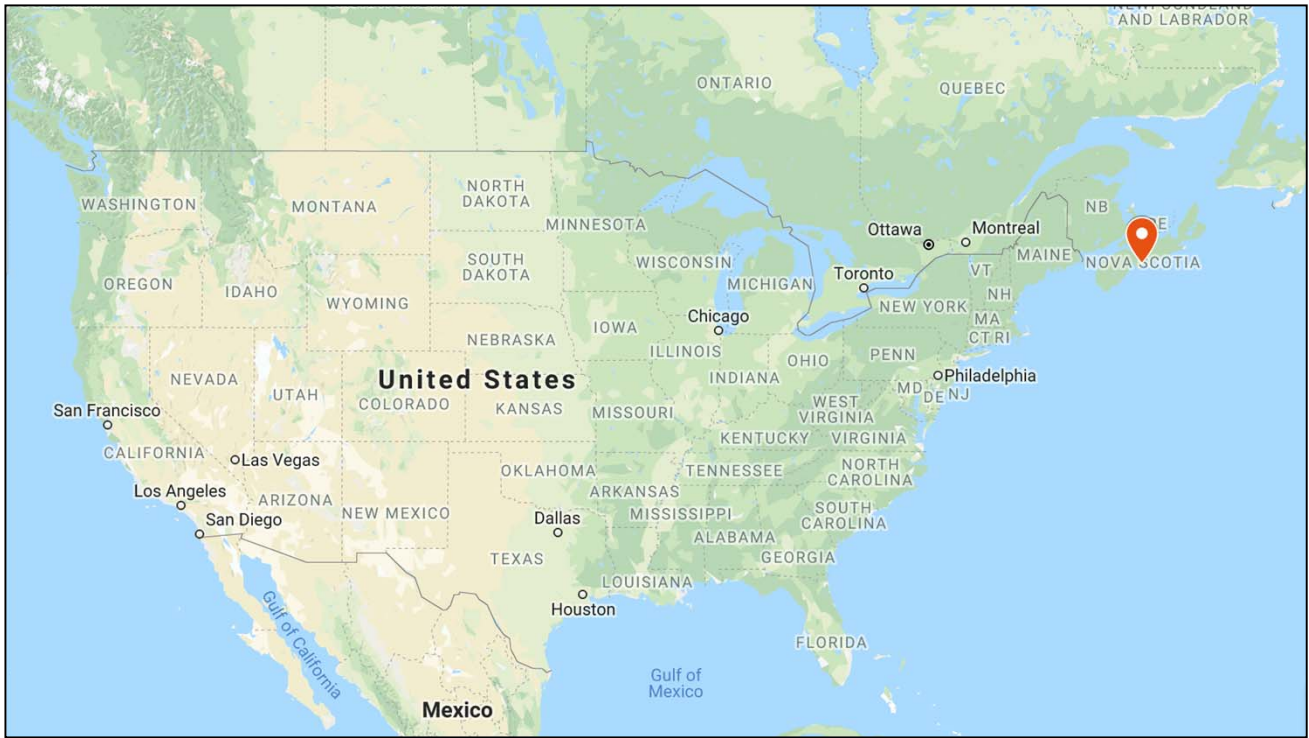 NEWFOUNDLAND
AND LABRADOR
ONTARIO
QUEBEC
WASHINGTON
MONTANA
NORTH
DAKOTA
MINNESOTA
NB
Ottawa
Montreal
MAINE
NOVA SCOTIA
OREGON
IDAHO
SOUTH
DAKOTA
WISCONSIN
MICHIGAN
Toronto
VT
WYOMING
NH
NEW YORK
Chicago
MA
IOWA
CT RI
NEBRASKA
ILLINOIS
OHIO
PENN
NEVADA
UTAH
United States
INDIANA
Philadelphia
MD
DE
NJ
San Francisco
COLORADO
KANSAS
MISSOURI
WEST
VIRGINIA
CALIFORNIA
KENTUCKY
VIRGINIA
Las Vegas
OKLAHOMA
TENNESSEE
NORTH
CAROLINA
Los Angeles
ARIZONA
NEW MEXICO
ARKANSAS
MISSISSIPPI
SOUTH
CAROLINA
San Diego
Dallas
ALABAMA
TEXAS
GEORGIA
LOUISIANA
Houston
Gulf of California
FLORIDA
Gulf of
Mexico
Mexico